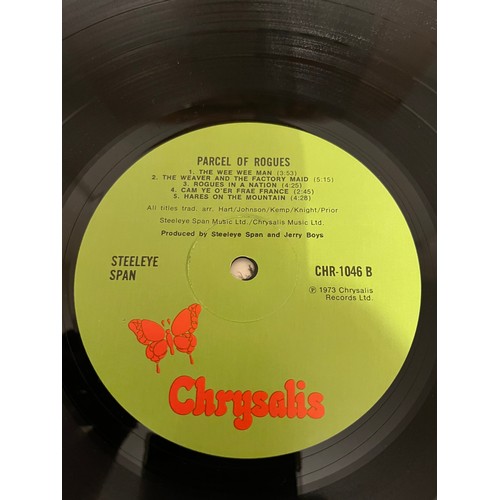 PARCEL OF ROGUES
1. THE WEE WEE MAN (3:53)
2. THE WEAVER AND THE FACTORY MAID (5:15)
3. ROGUES IN A NATION (4:25)
4. CAM YE O'ER FRAE FRANCE (2:45)
5. HARES ON THE MOUNTAIN (4:28)
All titles trad. arr. Hart/Johnson/Kemp/Knight/Prior
Steeleye Span Music Ltd./Chrysalis Music Ltd.
Produced by Steeleye Span and Jerry Boys
STEELEYE
SPAN
CHR-1046 B
℗ 1973 Chrysalis
Records Ltd.
Chrysalis